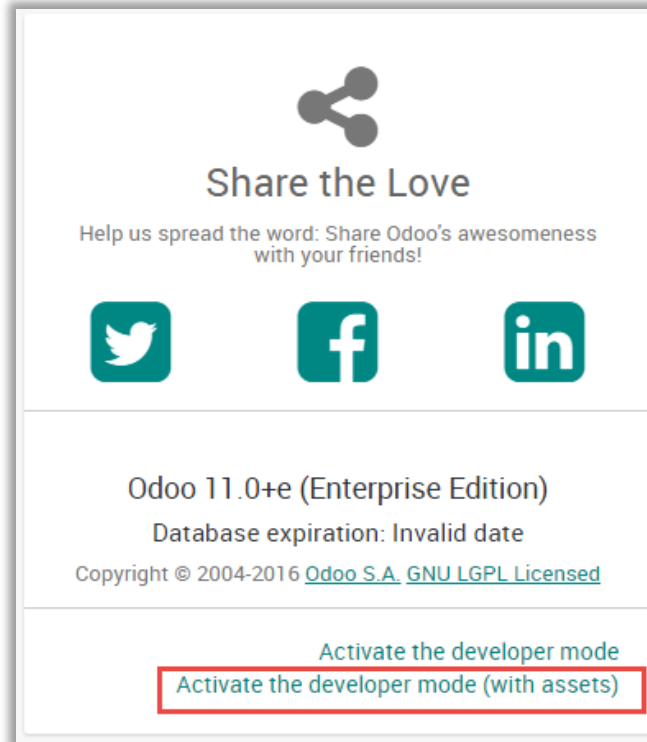 Share the Love
Help us spread the word: Share Odoo's awesomeness
with your friends!
in
Odoo 11.0+e (Enterprise Edition)
Database expiration: Invalid date
Copyright © 2004-2016 Odoo S.A. GNU LGPL Licensed
Activate the developer mode
Activate the developer mode (with assets)